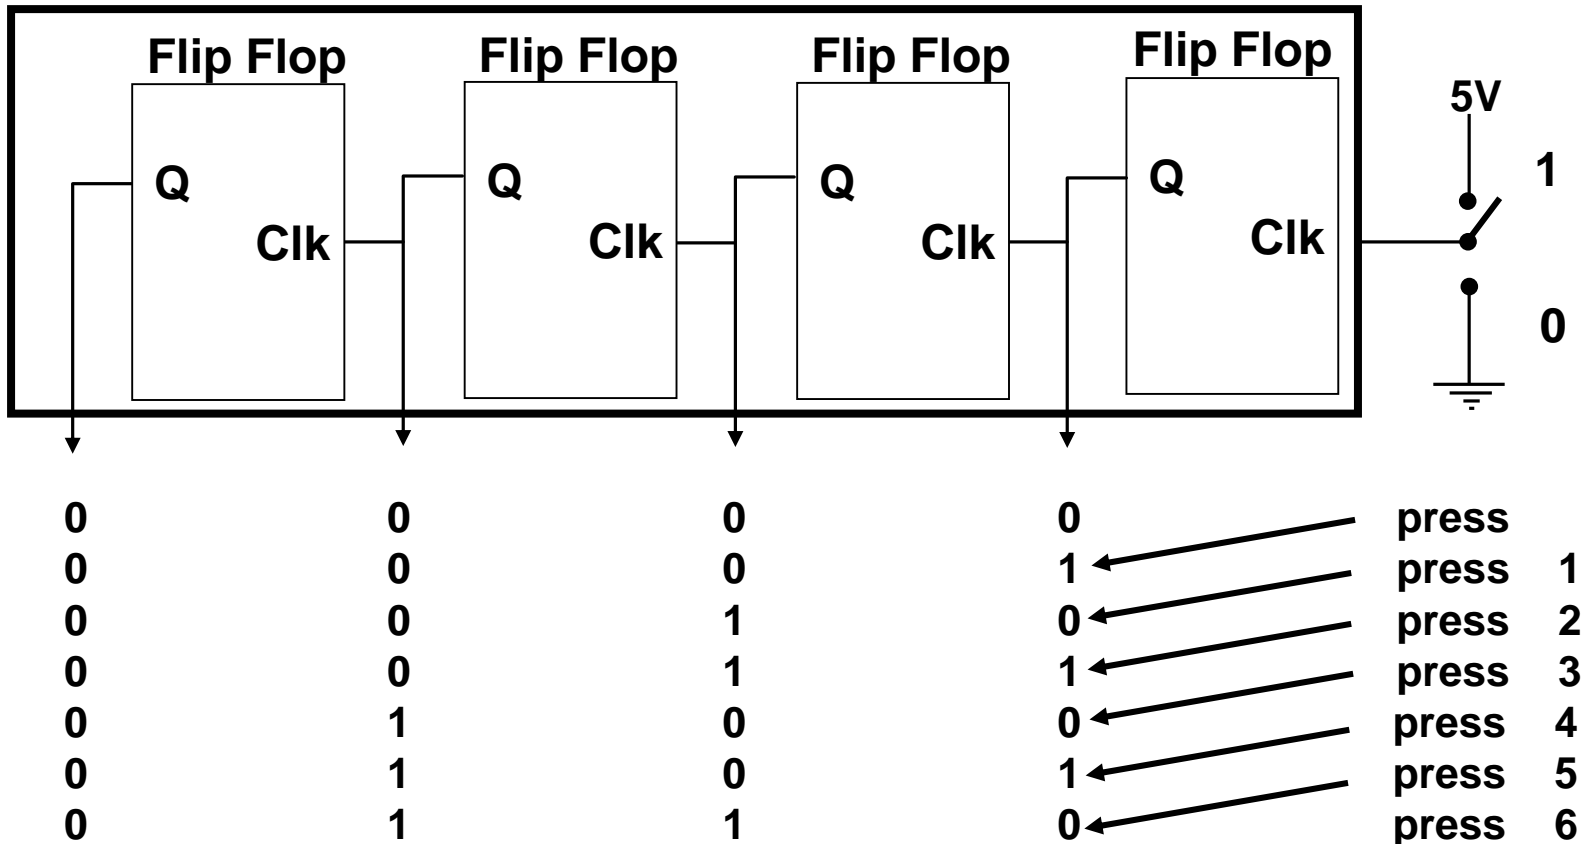 Flip Flop Flip Flop Flip Flop Flip Flop
5V
1
Q Q Q Q
Clk Clk Clk Clk
0
0 0 0 0 press
0 0 0 1 press 1
0 0 1 0 press 2
0 0 1 1 press 3
0 1 0 0 press 4
0 1 0 1 press 5
0 1 1 0 press 6